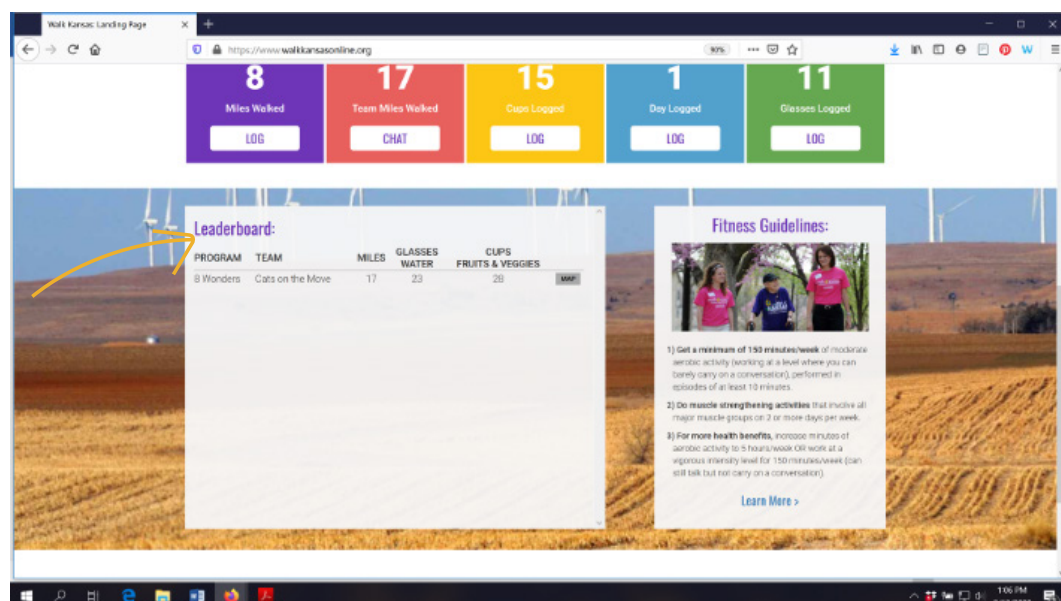 Walk Kansas: Landing Page
https://www.walkkansasonline.org
90%
8
Miles Walked
LOG
17
Team Miles Walked
CHAT
15
Cups Logged
LOG
1
Day Logged
LOG
11
Glasses Logged
LOG
Leaderboard:
PROGRAM TEAM MILES GLASSES WATER CUPS FRUITS & VEGGIES
8 Wonders Cats on the Move 17 23 28 MAP
Fitness Guidelines:
1) Get a minimum of 150 minutes/week of moderate
aerobic activity (working at a level where you can
barely carry on a conversation), performed in
episodes of at least 10 minutes.
2) Do muscle strengthening activities that involve all
major muscle groups on 2 or more days per week.
3) For more health benefits, increase minutes of
aerobic activity to 5 hours/week OR work at a
vigorous intensity level for 150 minutes/week (can
still talk but not carry on a conversation).
Learn More >
1:06 PM